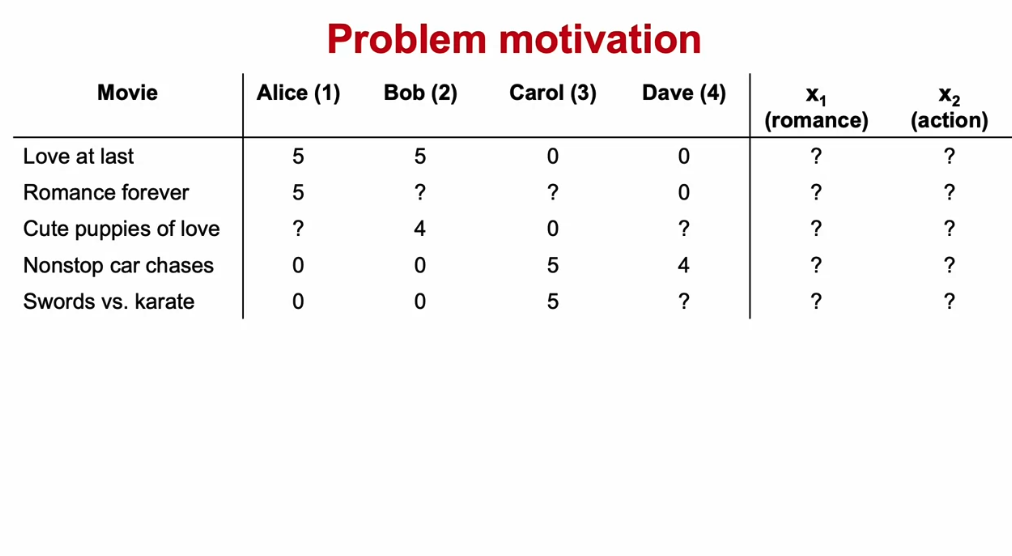 Problem motivation
Movie Alice (1) Bob (2) Carol (3) Dave (4) x₁ (romance) x₂ (action)
Love at last 5 5 0 0 ? ?
Romance forever 5 ? ? 0 ? ?
Cute puppies of love ? 4 0 ? ? ?
Nonstop car chases 0 0 5 4 ? ?
Swords vs. karate 0 0 5 ? ? ?